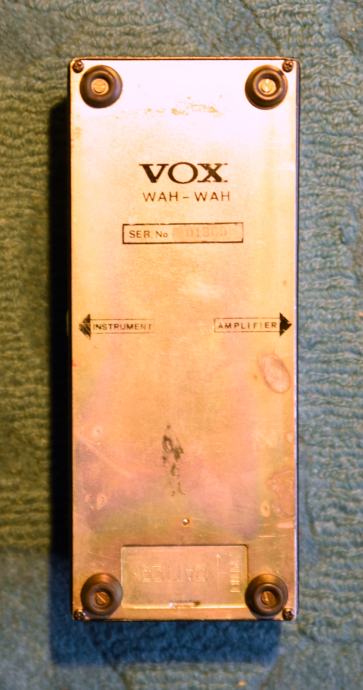 VOX
WAH-WAH
SER. No
INSTRUMENT
AMPLIFIER